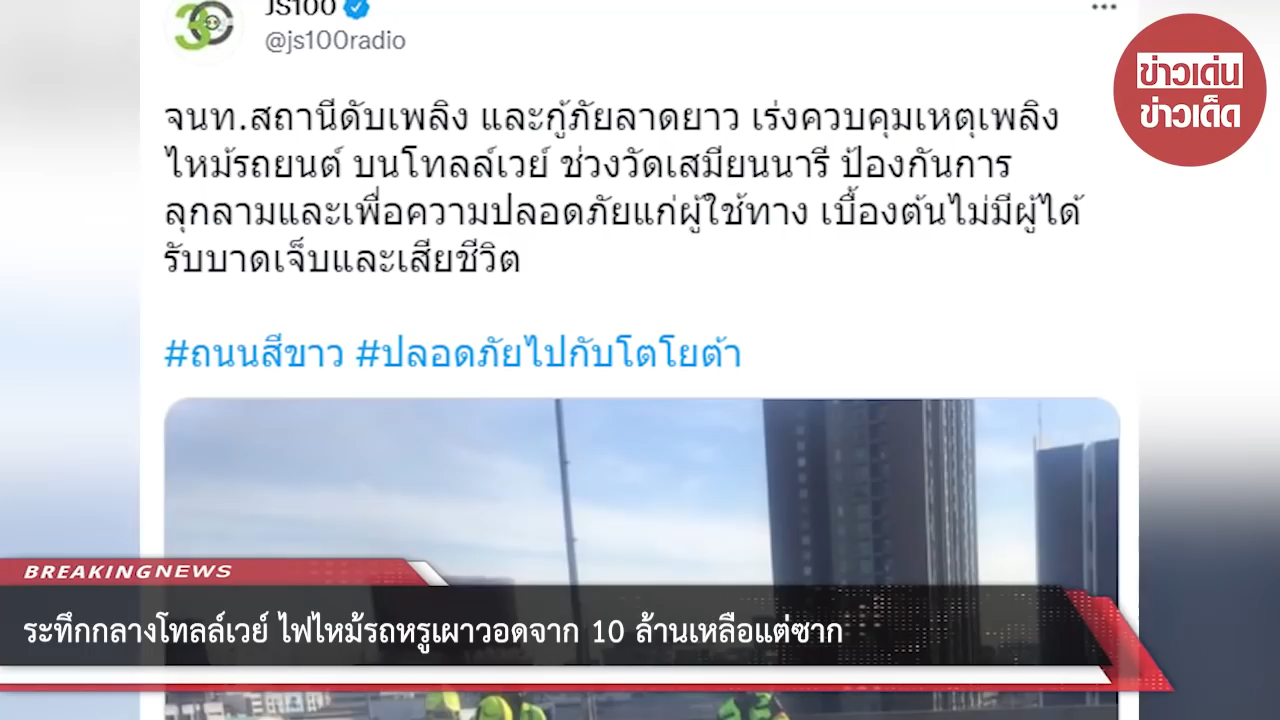 JS100
@js100radio
ข่าวเด่น
ข่าวเด็ด
จนท.สถานีดับเพลิง และกู้ภัยลาดยาว เร่งควบคุมเหตุเพลิง
ไหม้รถยนต์ บนโทลล์เวย์ ช่วงวัดเสมียนนารี ป้องกันการ
ลุกลามและเพื่อความปลอดภัยแก่ผู้ใช้ทาง เบื้องต้นไม่มีผู้ได้
รับบาดเจ็บและเสียชีวิต
#ถนนสีขาว #ปลอดภัยไปกับโตโยต้า
BREAKINGNEWS
ระทึกกลางโทลล์เวย์ ไฟไหม้รถหรูเผาวอดจาก 10 ล้านเหลือแต่ซาก